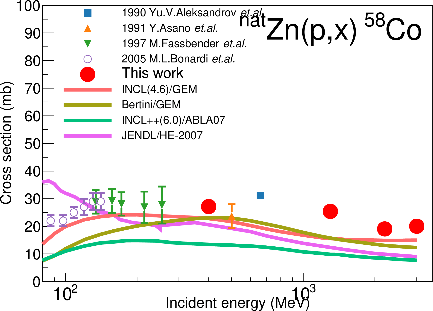 1990 Yu.V.Aleksandrov et.al.
natZn(p,x) 58Co
1991 Y.Asano et.al.
1997 M.Fassbender et.al.
2005 M.L.Bonardi et.al.
This work
INCL(4.6)/GEM
Bertini/GEM
INCL++(6.0)/ABLA07
JENDL/HE-2007
Cross section (mb)
100
90
80
70
60
50
40
30
20
10
0
10²
10³
Incident energy (MeV)